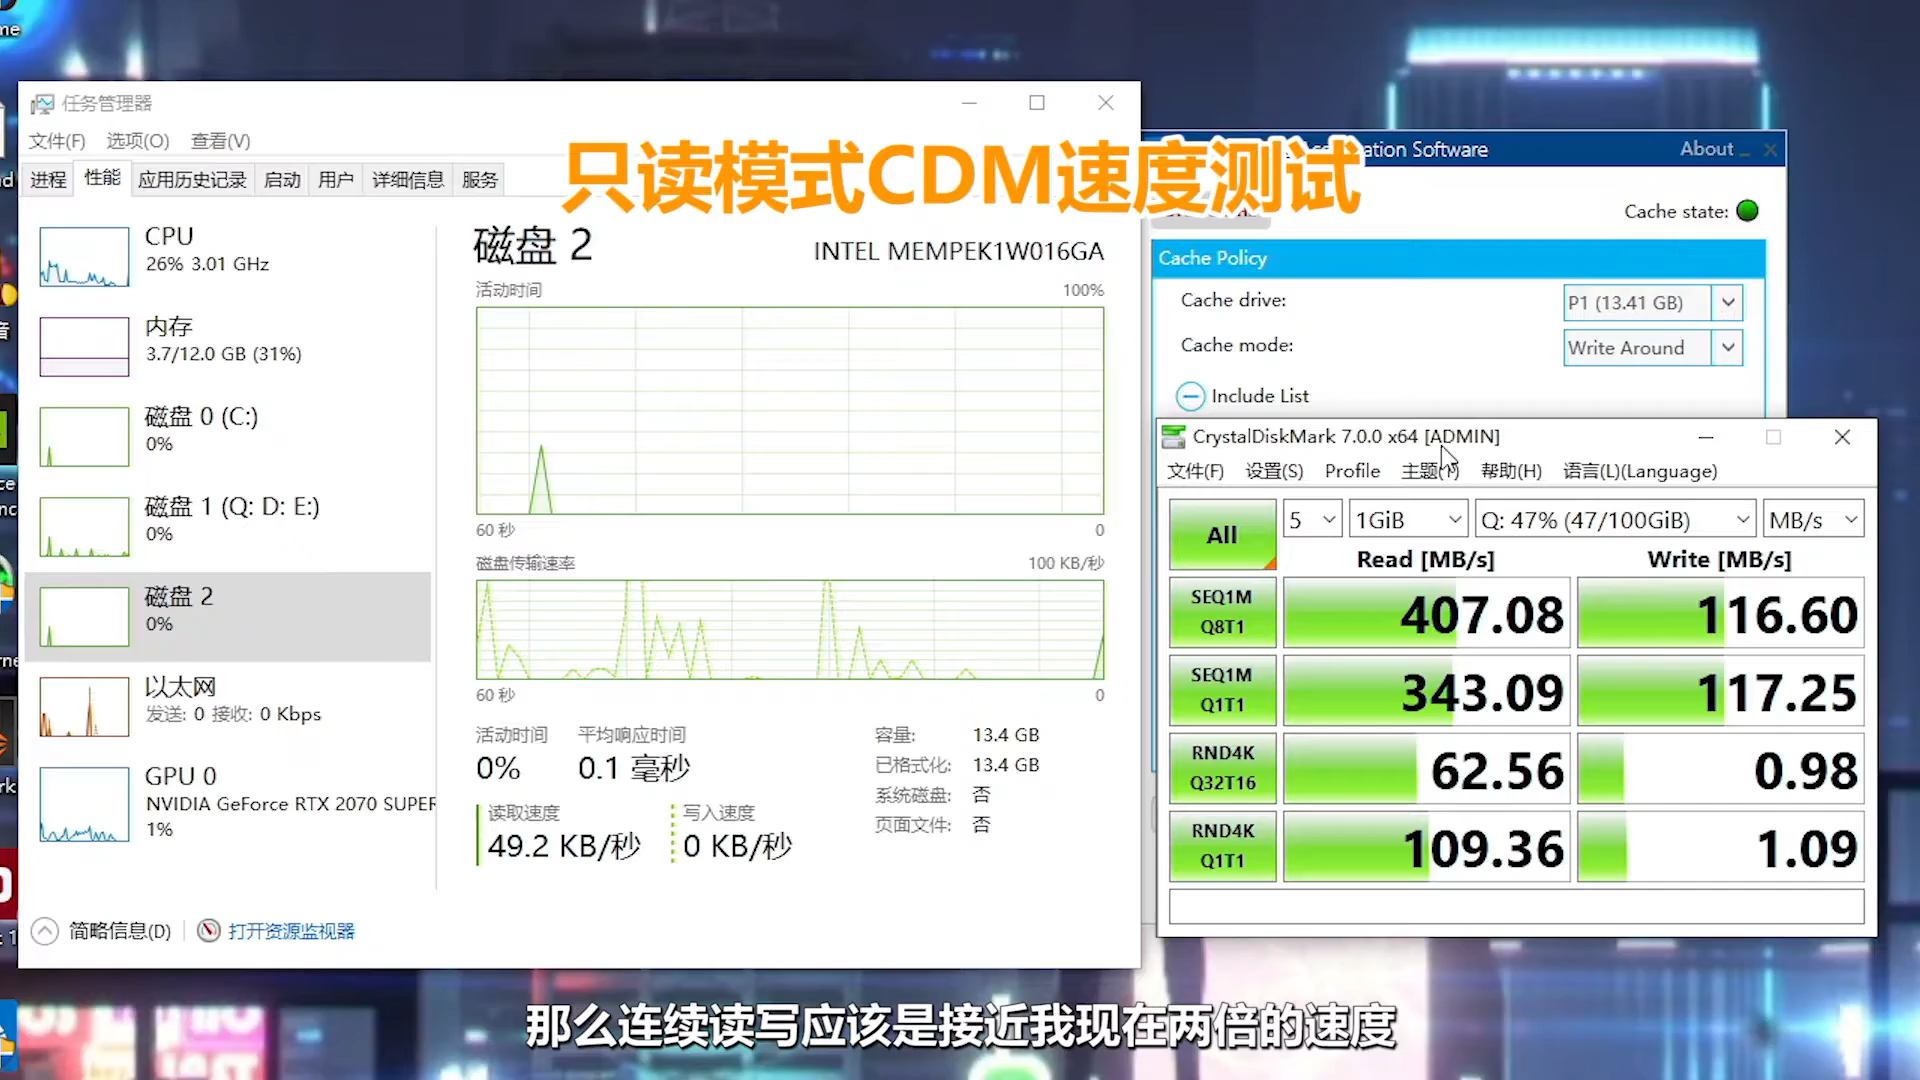 任务管理器
文件(F) 选项(O) 查看(V)
进程 性能 应用历史记录 启动 用户 详细信息 服务
只读模式CDM速度测试
CPU
26% 3.01 GHz
内存
3.7/12.0 GB (31%)
磁盘 0 (C:)
0%
磁盘 1 (Q: D: E:)
0%
磁盘 2
0%
以太网
发送: 0 接收: 0 Kbps
GPU 0
NVIDIA GeForce RTX 2070 SUPER
1%
简略信息(D) 打开资源监视器
磁盘 2 INTEL MEMPEK1W016GA
活动时间 100%
60 秒 0
磁盘传输速率 100 KB/秒
60 秒 0
活动时间 平均响应时间
0% 0.1 毫秒
读取速度 写入速度
49.2 KB/秒 0 KB/秒
容量: 13.4 GB
已格式化: 13.4 GB
系统磁盘: 否
页面文件: 否
Software About
Cache state:
Cache Policy
Cache drive: P1 (13.41 GB)
Cache mode: Write Around
Include List
CrystalDiskMark 7.0.0 x64 [ADMIN]
文件(F) 设置(S) Profile 主题(Y) 帮助(H) 语言(L)(Language)
All 5 1GiB Q: 47% (47/100GiB) MB/s
Read [MB/s] Write [MB/s]
SEQ1M
Q8T1 407.08 116.60
SEQ1M
Q1T1 343.09 117.25
RND4K
Q32T16 62.56 0.98
RND4K
Q1T1 109.36 1.09
那么连续读写应该是接近我现在两倍的速度